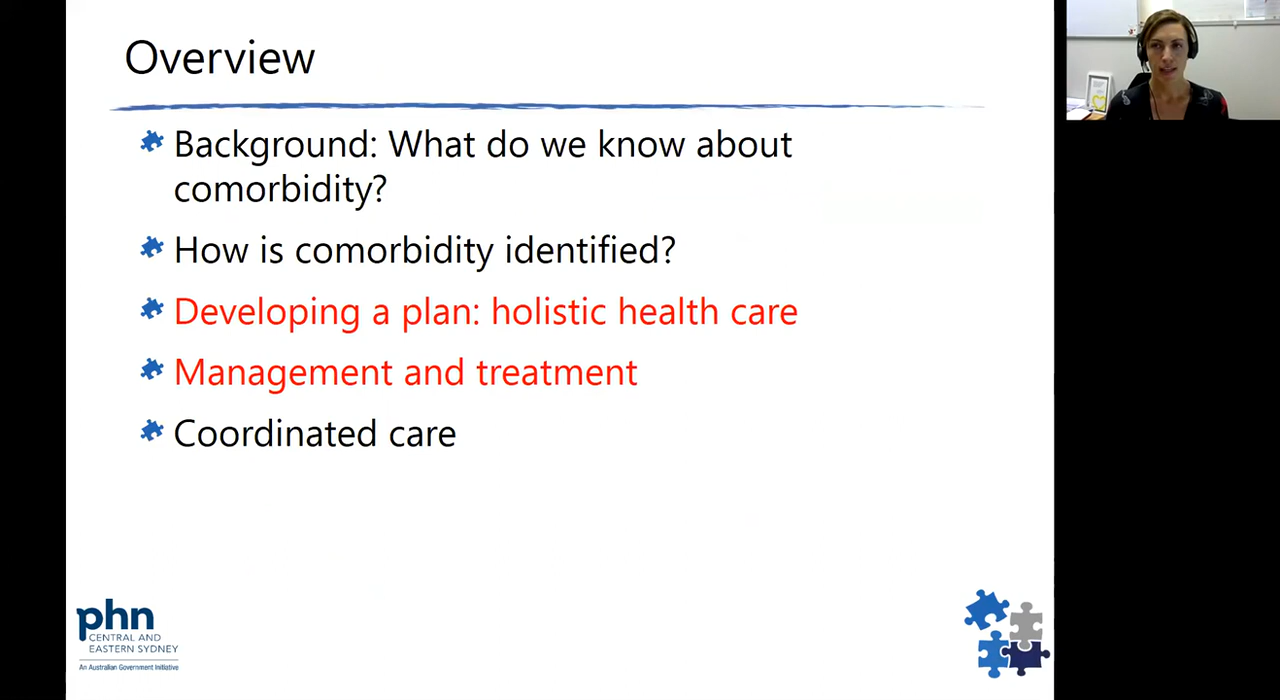 Overview
Background: What do we know about
comorbidity?
How is comorbidity identified?
Developing a plan: holistic health care
Management and treatment
Coordinated care
phn
CENTRAL AND
EASTERN SYDNEY
An Australian Government Initiative